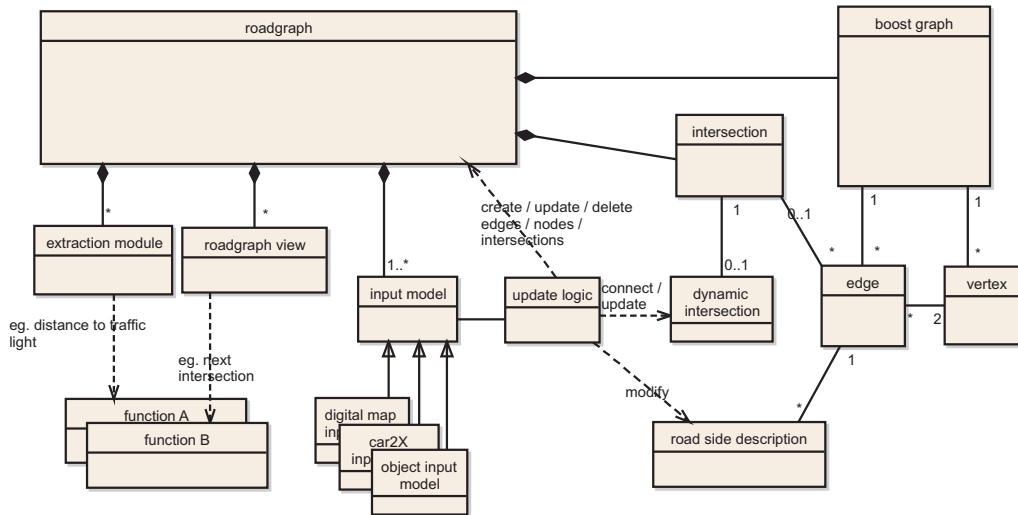 roadgraph
boost graph
intersection
1
1
*
*
create / update / delete
edges / nodes /
intersections
1
0..1
extraction module
roadgraph view
*
*
*
1..*
0..1
input model
update logic
connect /
update
dynamic
intersection
edge
vertex
*
2
eg. distance to traffic
light
eg. next
intersection
1
modify
*
function A
function B
digital map
inp
car2X
inp
object input
model
road side description